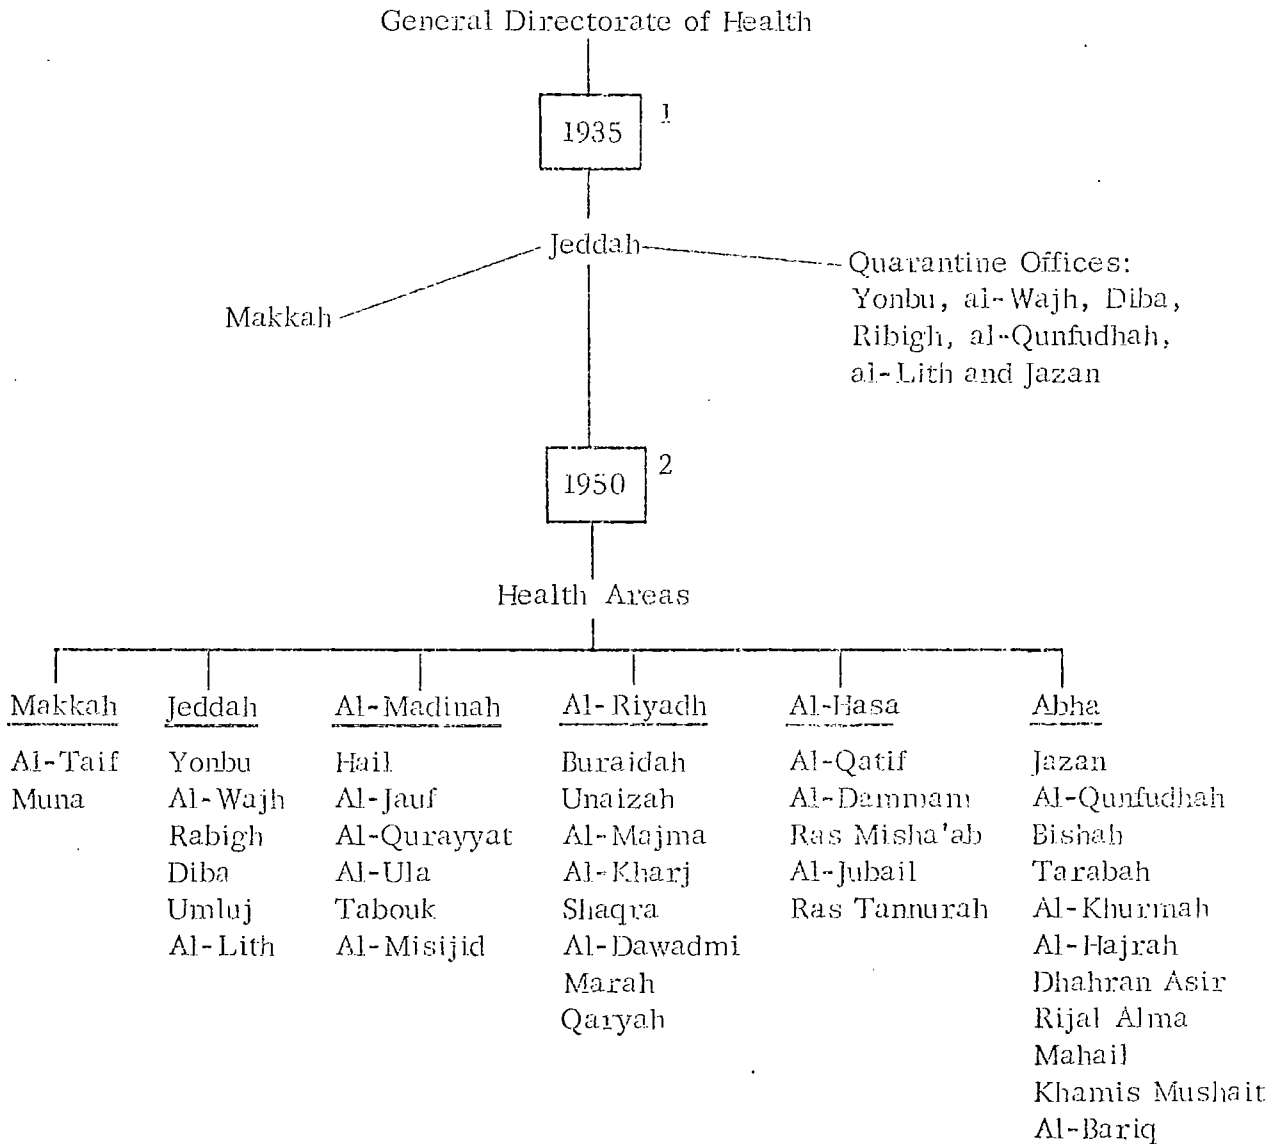 General Directorate of Health
1935 1
Jeddah
Makkah
Quarantine Offices:
Yonbu, al-Wajh, Diba,
Ribigh, al-Qunfudhah,
al-Lith and Jazan
1950 2
Health Areas
Makkah
Al-Taif
Muna
Jeddah
Yonbu
Al-Wajh
Rabigh
Diba
Umluj
Al-Lith
Al-Madinah
Hail
Al-Jauf
Al-Qurayyat
Al-Ula
Tabouk
Al-Misijid
Al-Riyadh
Buraidah
Unaizah
Al-Majma
Al-Kharj
Shaqra
Al-Dawadmi
Marah
Qaryah
Al-Hasa
Al-Qatif
Al-Dammam
Ras Misha'ab
Al-Jubail
Ras Tannurah
Abha
Jazan
Al-Qunfudhah
Bishah
Tarabah
Al-Khurmah
Al-Hajrah
Dhahran Asir
Rijal Alma
Mahail
Khamis Mushait
Al-Bariq